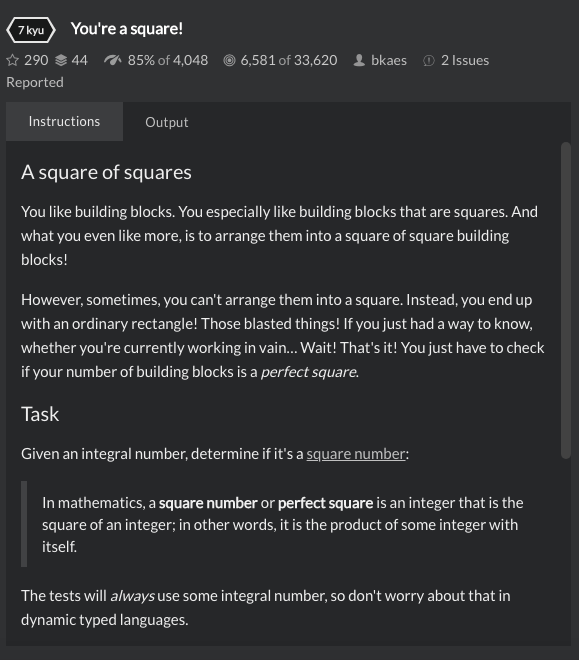 7 kyu You're a square!
290 44 85% of 4,048 6,581 of 33,620 bkaes 2 Issues
Reported
Instructions Output
A square of squares
You like building blocks. You especially like building blocks that are squares. And
what you even like more, is to arrange them into a square of square building
blocks!
However, sometimes, you can't arrange them into a square. Instead, you end up
with an ordinary rectangle! Those blasted things! If you just had a way to know,
whether you're currently working in vain… Wait! That's it! You just have to check
if your number of building blocks is a perfect square.
Task
Given an integral number, determine if it's a square number:
In mathematics, a square number or perfect square is an integer that is the
square of an integer; in other words, it is the product of some integer with
itself.
The tests will always use some integral number, so don't worry about that in
dynamic typed languages.